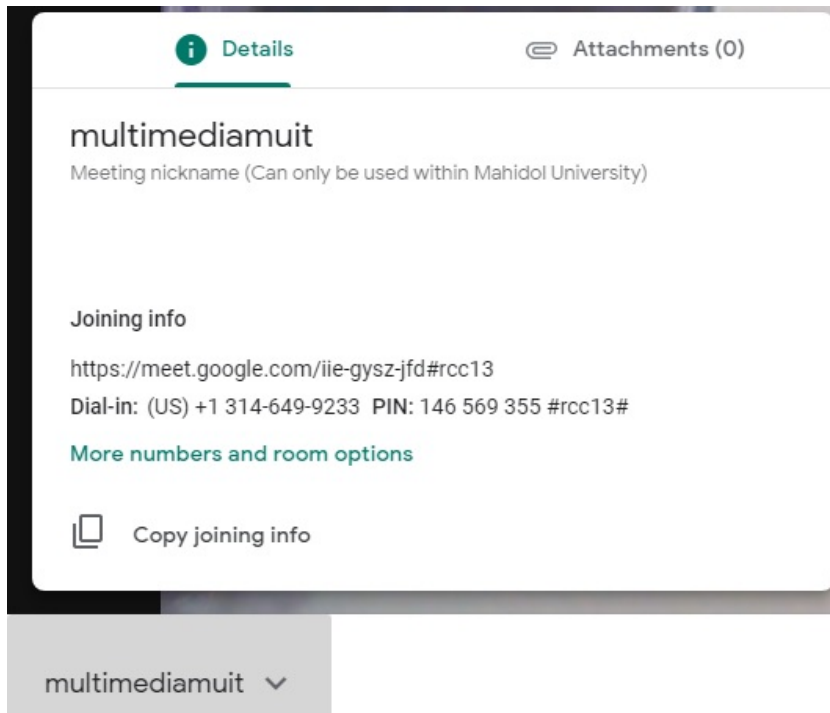 Details
Attachments (0)
multimediamuit
Meeting nickname (Can only be used within Mahidol University)
Joining info
https://meet.google.com/iie-gysz-jfd#rcc13
Dial-in: (US) +1 314-649-9233 PIN: 146 569 355 #rcc13#
More numbers and room options
Copy joining info
multimediamuit